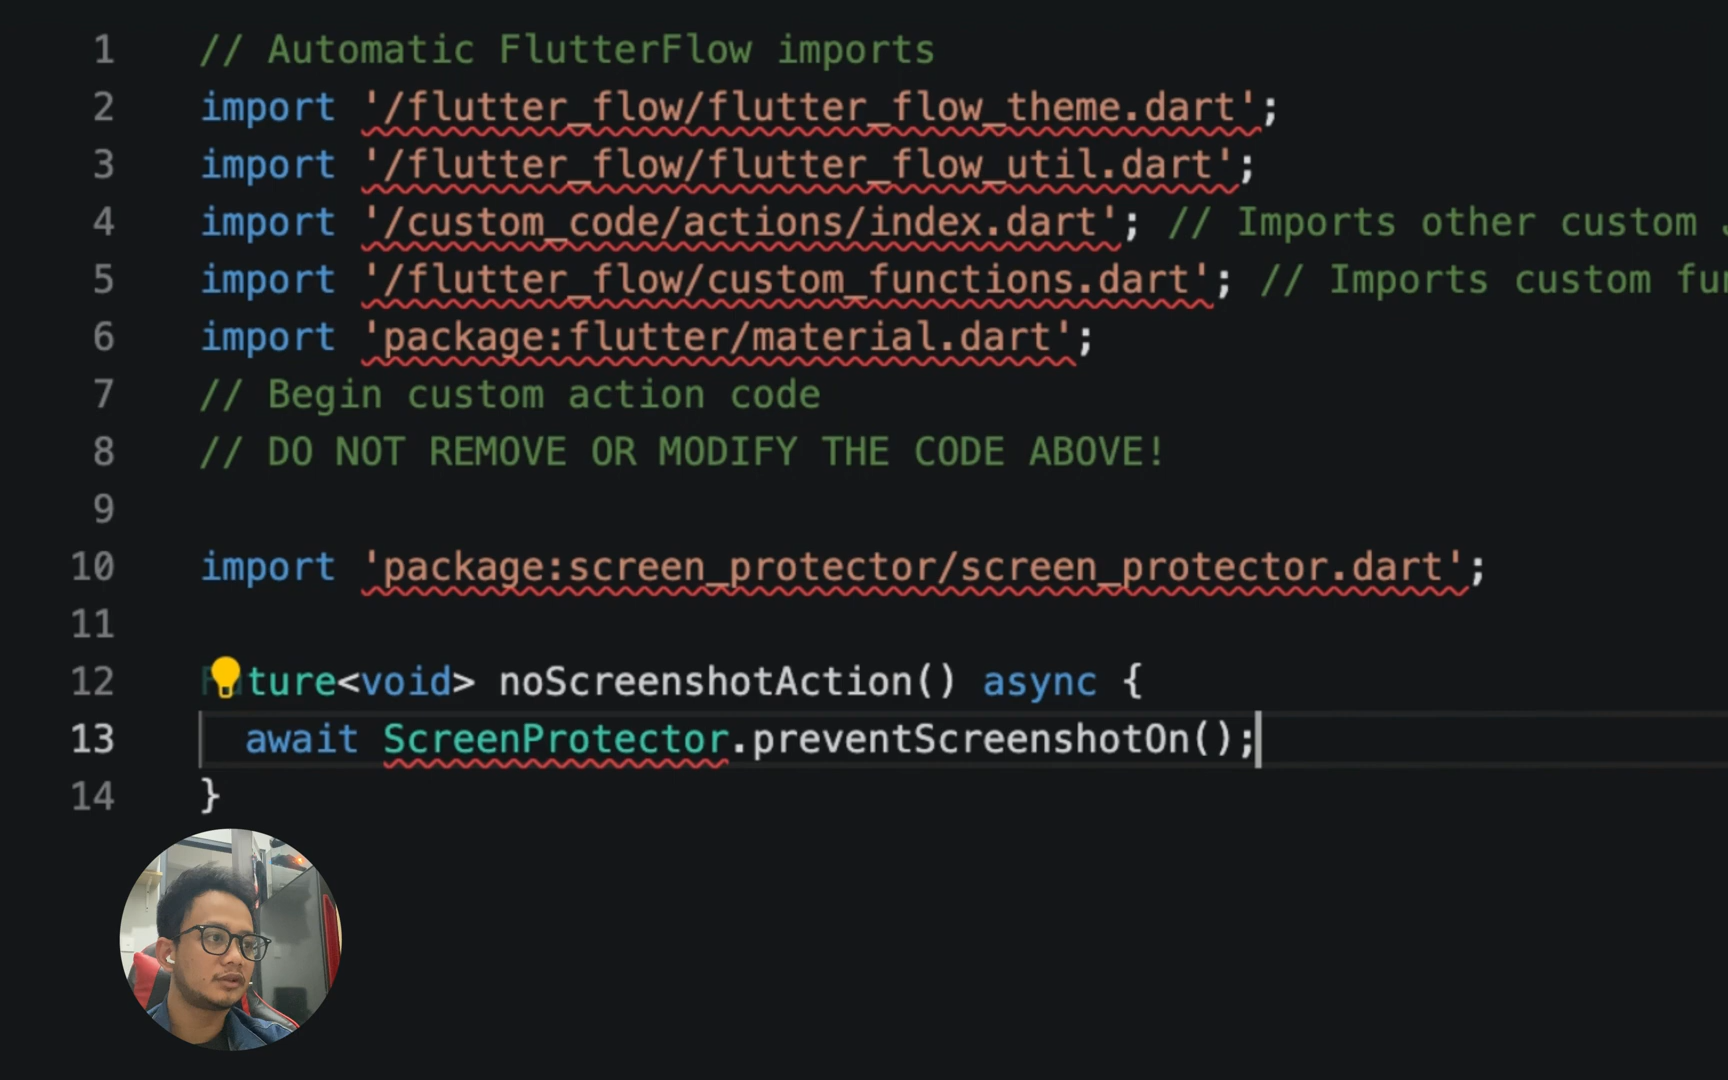 1 // Automatic FlutterFlow imports
2 import '/flutter_flow/flutter_flow_theme.dart';
3 import '/flutter_flow/flutter_flow_util.dart';
4 import '/custom_code/actions/index.dart'; // Imports other custom
5 import '/flutter_flow/custom_functions.dart'; // Imports custom fu
6 import 'package:flutter/material.dart';
7 // Begin custom action code
8 // DO NOT REMOVE OR MODIFY THE CODE ABOVE!
9
10 import 'package:screen_protector/screen_protector.dart';
11
12 Future<void> noScreenshotAction() async {
13 await ScreenProtector.preventScreenshotOn();
14 }